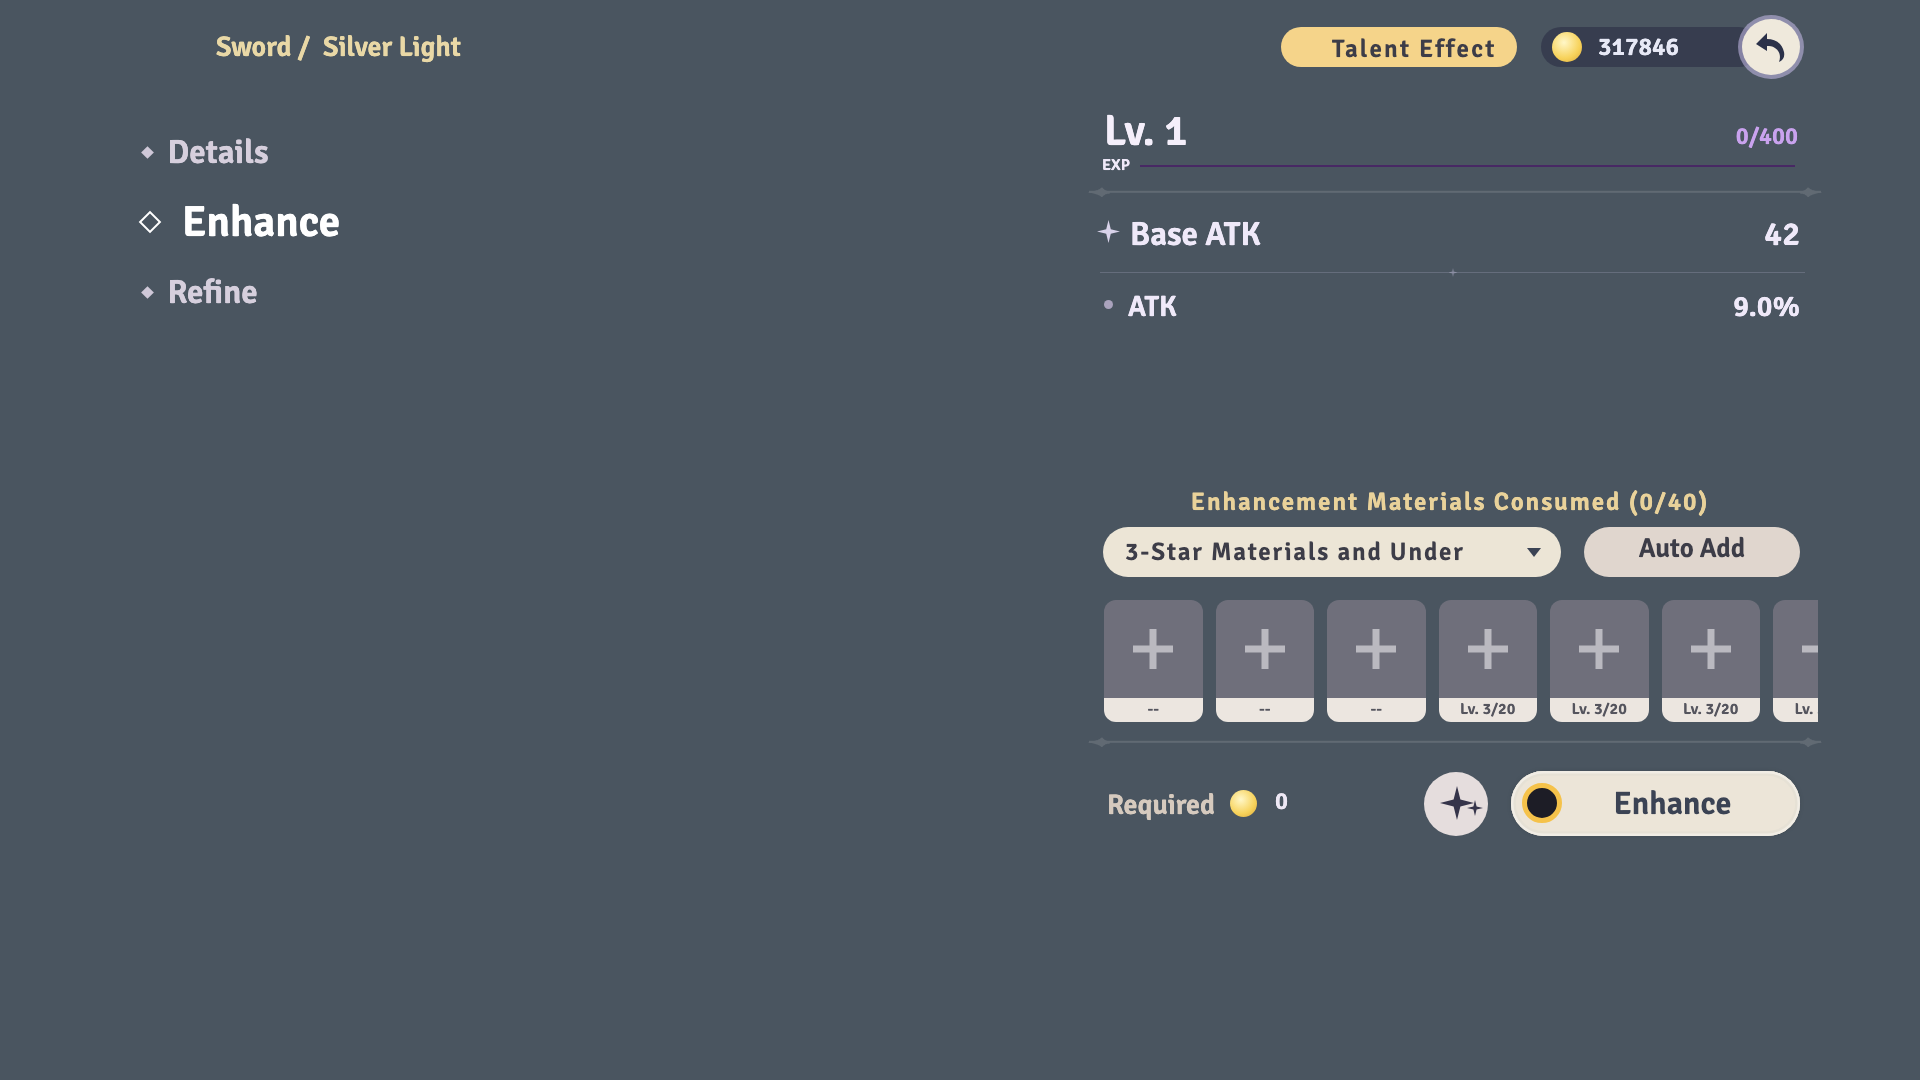 Sword / Silver Light
Talent Effect
317846
Details
Enhance
Refine
Lv. 1
0/400
EXP
Base ATK
42
ATK
9.0%
Enhancement Materials Consumed (0/40)
3-Star Materials and Under
Auto Add
--
--
--
Lv. 3/20
Lv. 3/20
Lv. 3/20
Lv.
Required
0
Enhance